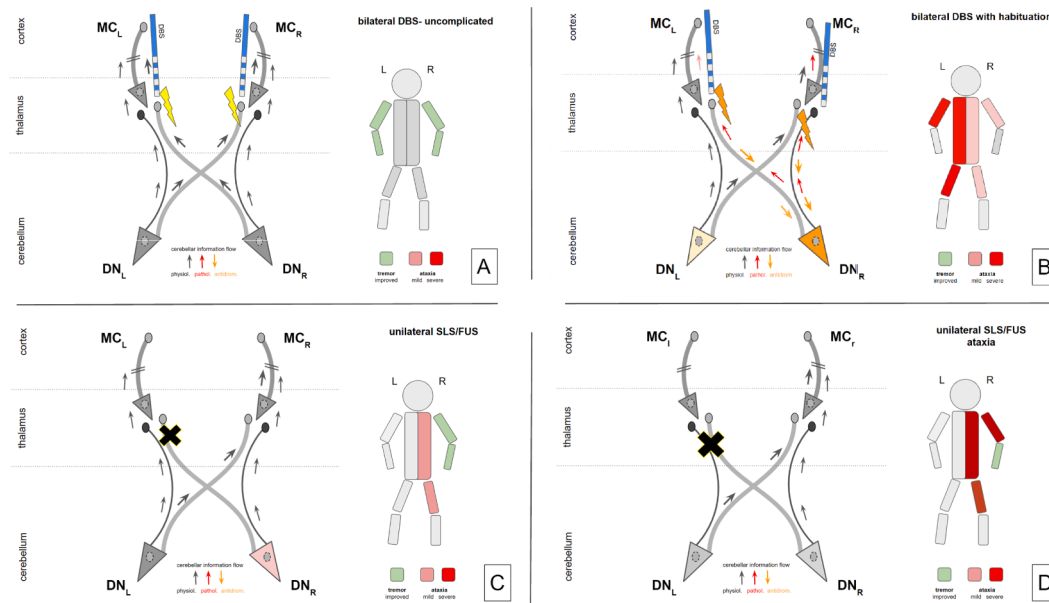 bilateral DBS- uncomplicated
cortex
thalamus
cerebellum
MCL
MCR
DBS
DBS
L R
DNL
DNR
cerebellar information flow
physiol. pathol. antidrom.
tremor
improved
ataxia
mild severe
A
bilateral DBS with habituation
cortex
thalamus
cerebellum
MCL
MCR
DBS
DBS
L R
DNL
DNR
cerebellar information flow
physiol. pathol. antidrom.
tremor
improved
ataxia
mild severe
B
unilateral SLS/FUS
cortex
thalamus
cerebellum
MCL
MCR
L R
DNL
DNR
cerebellar information flow
physiol. pathol. antidrom.
tremor
improved
ataxia
mild severe
C
unilateral SLS/FUS
ataxia
cortex
thalamus
cerebellum
MCl
MCr
L R
DNL
DNR
cerebellar information flow
physiol. pathol. antidrom.
tremor
improved
ataxia
mild severe
D